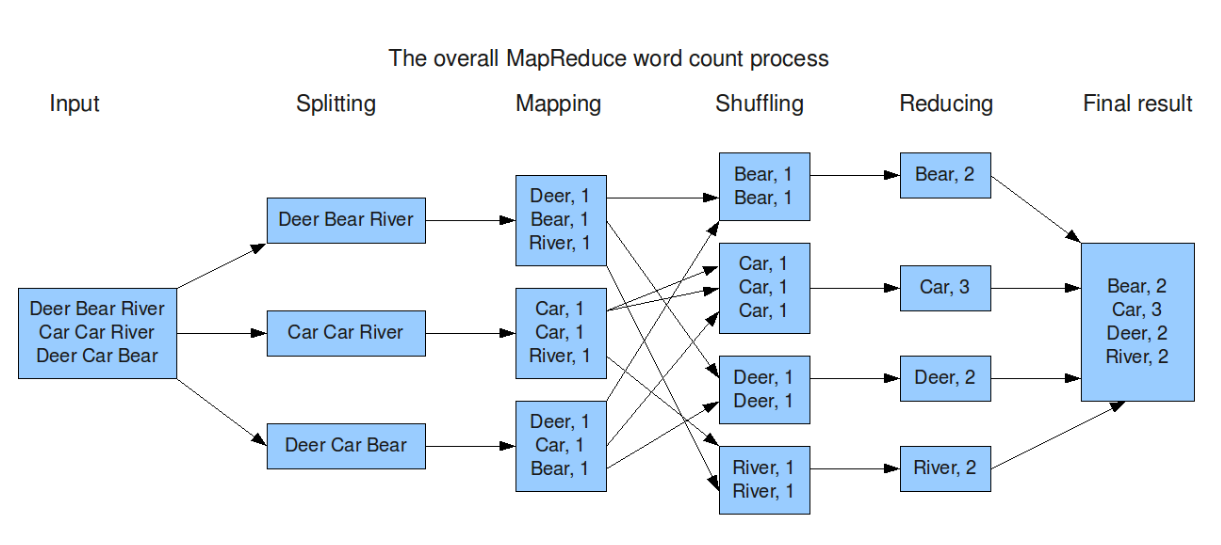 The overall MapReduce word count process
Input
Splitting
Mapping
Shuffling
Reducing
Final result
Deer Bear River
Car Car River
Deer Car Bear
Deer Bear River
Car Car River
Deer Car Bear
Deer, 1
Bear, 1
River, 1
Car, 1
Car, 1
River, 1
Deer, 1
Car, 1
Bear, 1
Bear, 1
Bear, 1
Car, 1
Car, 1
Car, 1
Deer, 1
Deer, 1
River, 1
River, 1
Bear, 2
Car, 3
Deer, 2
River, 2
Bear, 2
Car, 3
Deer, 2
River, 2